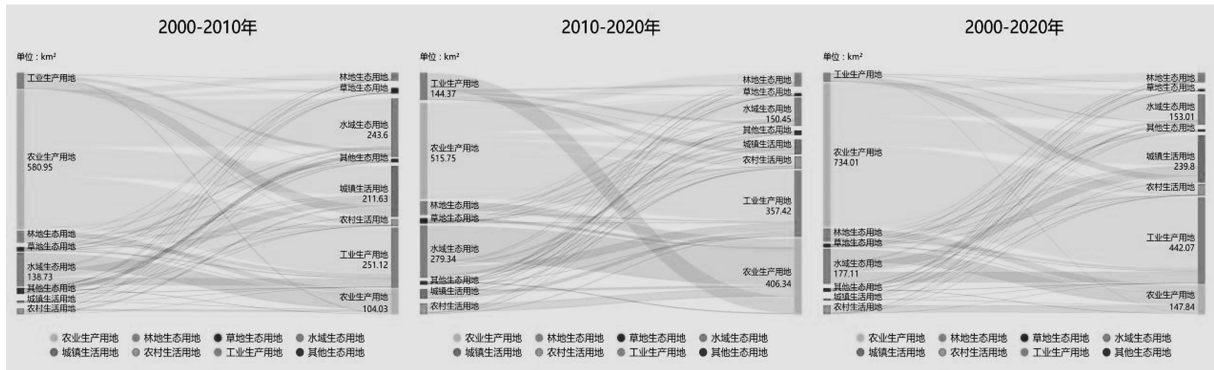 2000-2010年
单位：km²
工业生产用地
农业生产用地
580.95
林地生态用地
草地生态用地
水域生态用地
138.73
其他生态用地
城镇生活用地
农村生活用地
林地生态用地
草地生态用地
水域生态用地
243.6
其他生态用地
城镇生活用地
211.63
农村生活用地
工业生产用地
251.12
农业生产用地
104.03
农业生产用地 林地生态用地 草地生态用地 水域生态用地
城镇生活用地 农村生活用地 工业生产用地 其他生态用地
2010-2020年
单位：km²
工业生产用地
144.37
农业生产用地
515.75
林地生态用地
草地生态用地
水域生态用地
279.34
其他生态用地
城镇生活用地
农村生活用地
林地生态用地
草地生态用地
水域生态用地
150.45
其他生态用地
城镇生活用地
农村生活用地
工业生产用地
357.42
农业生产用地
406.34
农业生产用地 林地生态用地 草地生态用地 水域生态用地
城镇生活用地 农村生活用地 工业生产用地 其他生态用地
2000-2020年
单位：km²
工业生产用地
农业生产用地
734.01
林地生态用地
草地生态用地
水域生态用地
177.11
其他生态用地
城镇生活用地
农村生活用地
林地生态用地
草地生态用地
水域生态用地
153.01
其他生态用地
城镇生活用地
239.8
农村生活用地
工业生产用地
442.07
农业生产用地
147.84
农业生产用地 林地生态用地 草地生态用地 水域生态用地
城镇生活用地 农村生活用地 工业生产用地 其他生态用地